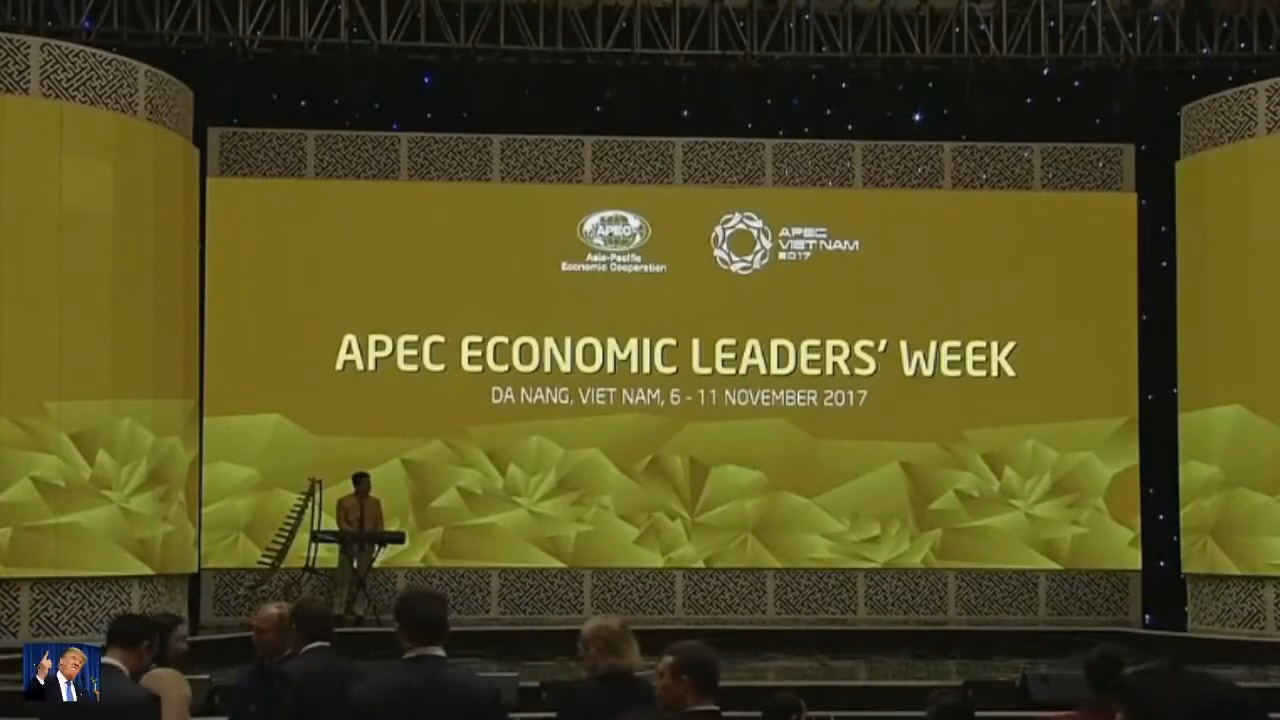 APEC
Asia-Pacific
Economic Cooperation
APEC
VIET NAM
2017
APEC ECONOMIC LEADERS' WEEK
DA NANG, VIET NAM, 6 - 11 NOVEMBER 2017